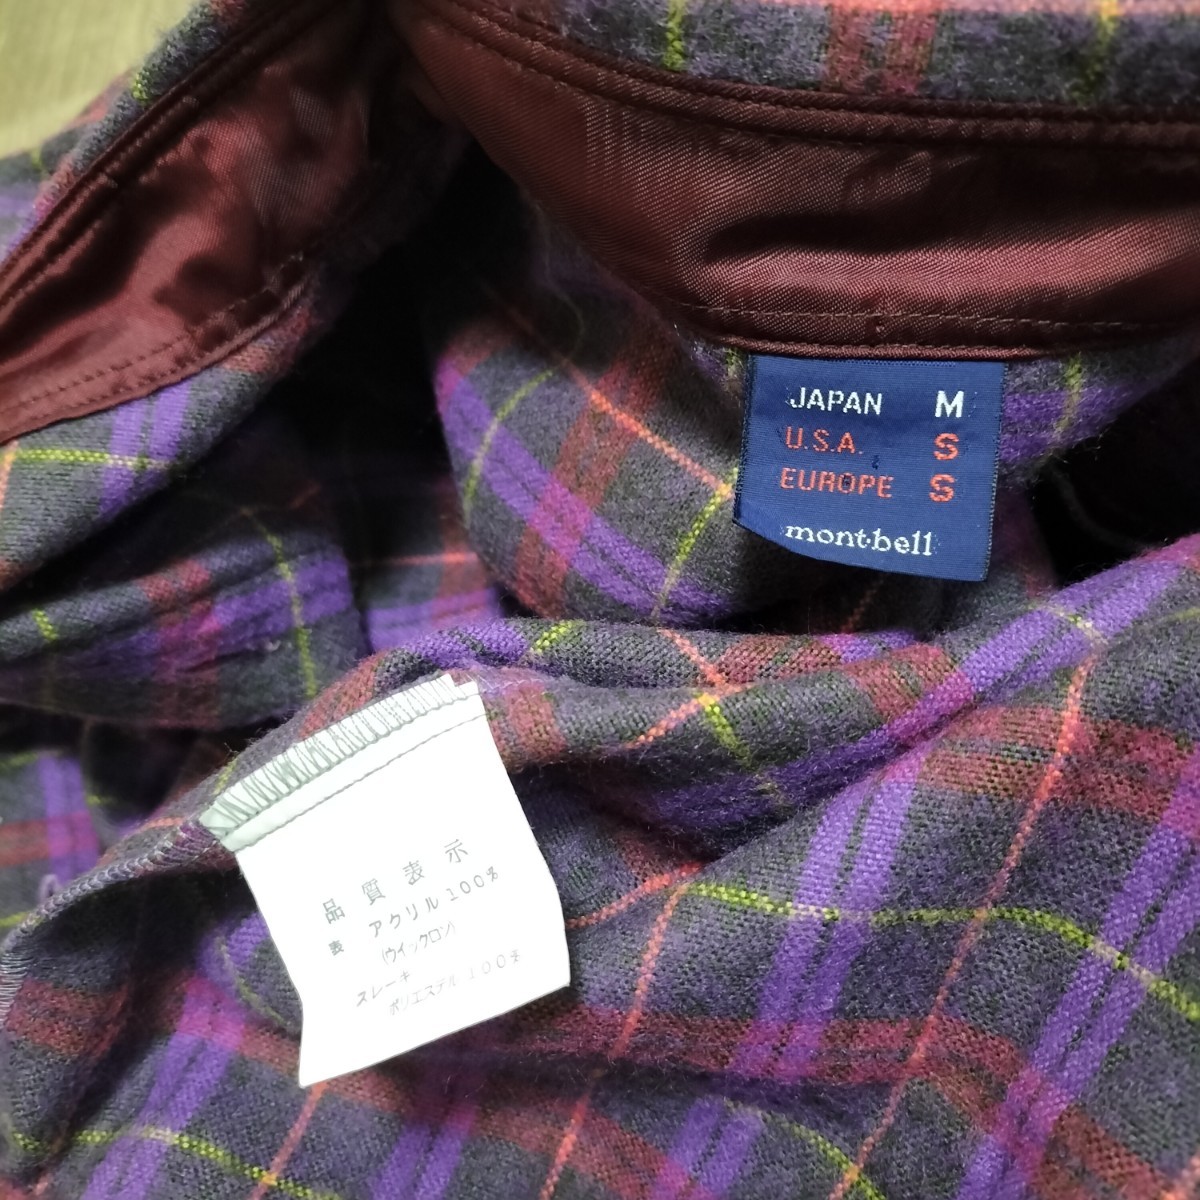 JAPAN M
U.S.A. S
EUROPE S
mont-bell
品質表示
表 アクリル100%
(ウイックロン)
スレーキ
ポリエステル100%